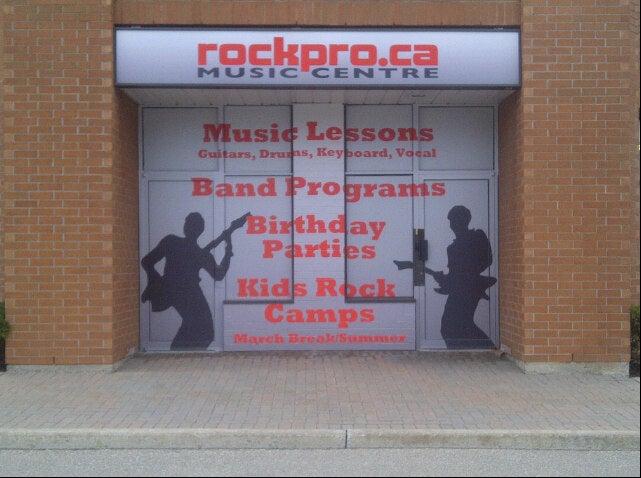 rockpro.ca
MUSIC CENTRE
Music Lessons
Guitars, Drums, Keyboard, Vocal
Band Programs
Birthday
Parties
Kids Rock
Camps
March Break/Summer